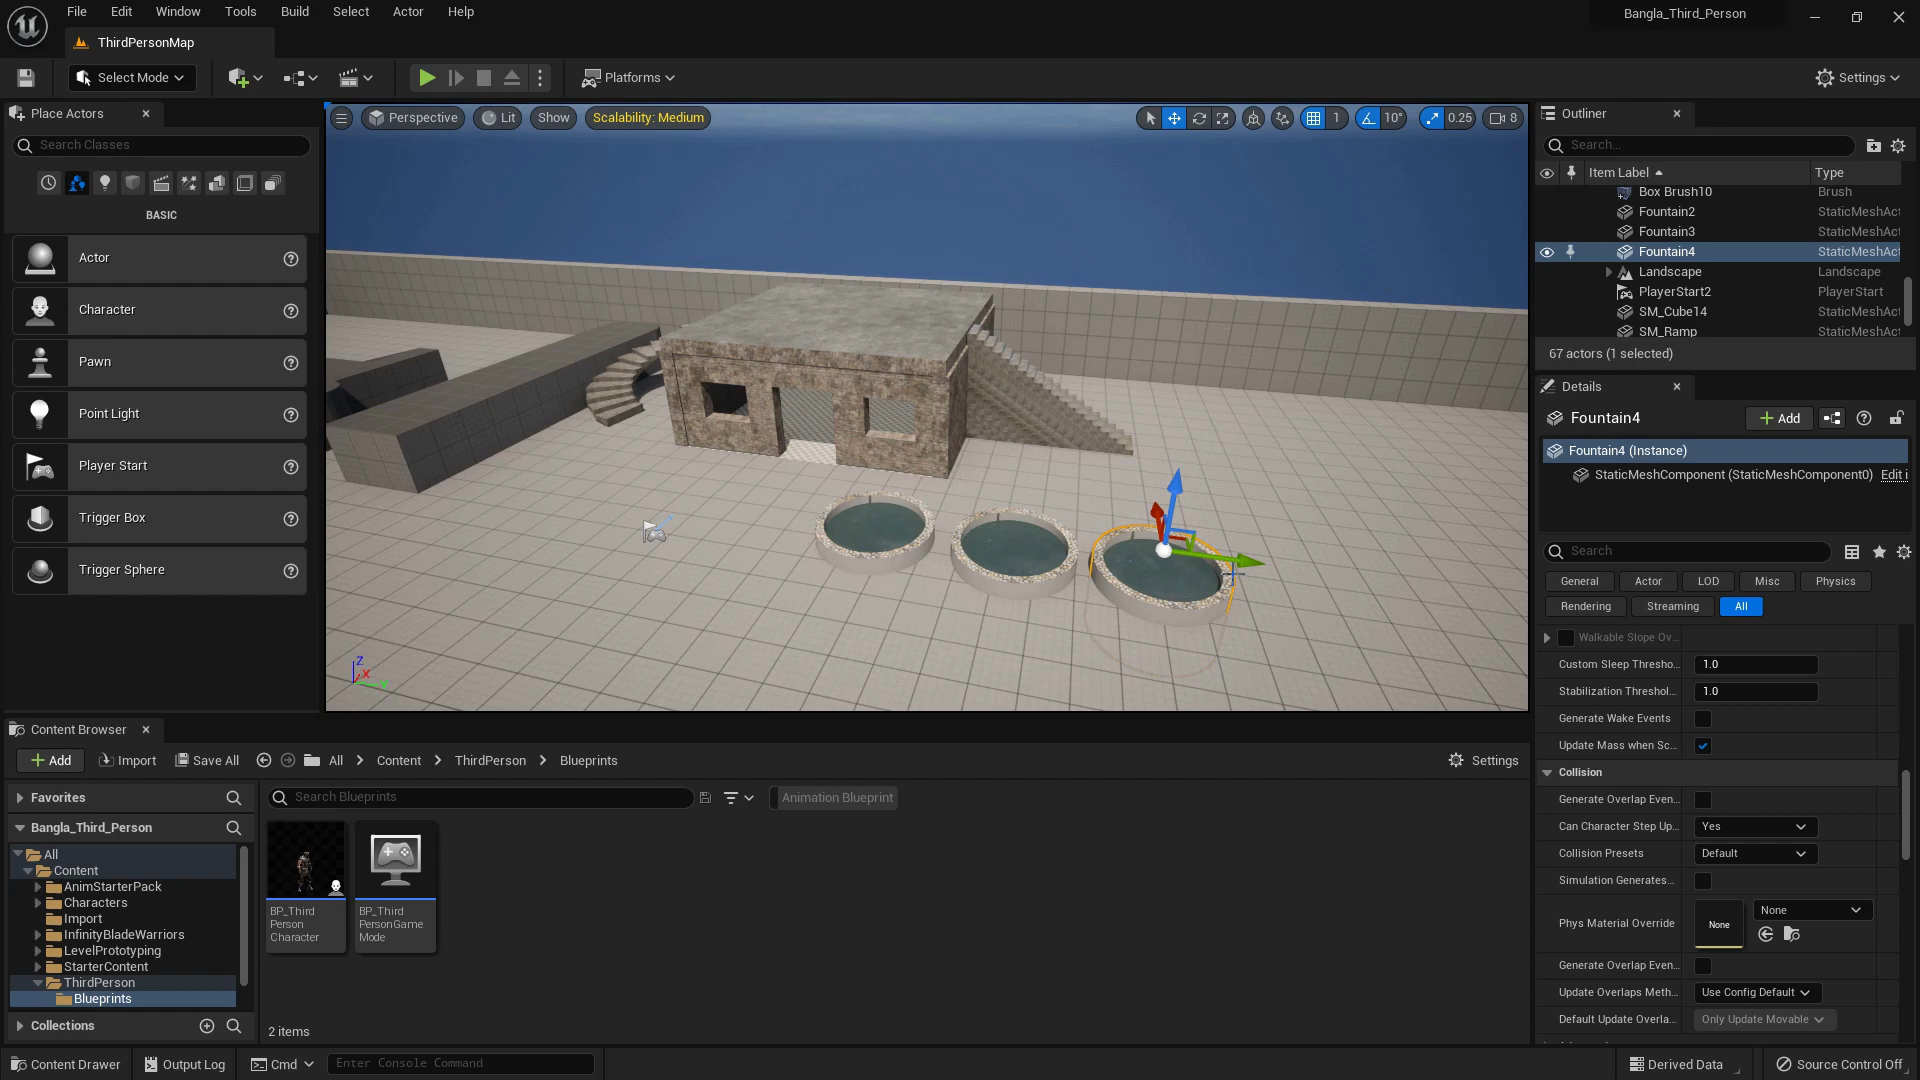 File Edit Window Tools Build Select Actor Help
Bangla_Third_Person
ThirdPersonMap
Select Mode
Platforms
Settings
Place Actors
Search Classes
BASIC
Actor
Character
Pawn
Point Light
Player Start
Trigger Box
Trigger Sphere
Perspective Lit Show Scalability: Medium
1 10° 0.25 8
Z
X
Outliner
Search...
Item Label Type
Box Brush10 Brush
Fountain2 StaticMeshAct
Fountain3 StaticMeshAct
Fountain4 StaticMeshAct
Landscape Landscape
PlayerStart2 PlayerStart
SM_Cube14 StaticMeshAct
SM_Ramp StaticMeshAct
67 actors (1 selected)
Details
Fountain4
Add
Fountain4 (Instance)
StaticMeshComponent (StaticMeshComponent0) Edit i
Search
General Actor LOD Misc Physics
Rendering Streaming All
Walkable Slope Ov...
Custom Sleep Thresho... 1.0
Stabilization Threshol... 1.0
Generate Wake Events
Update Mass when Sc...
Collision
Generate Overlap Even...
Can Character Step Up... Yes
Collision Presets Default
Simulation Generates...
Phys Material Override None None
Generate Overlap Even...
Update Overlaps Meth... Use Config Default
Default Update Overla... Only Update Movable
Content Browser
Add Import Save All All Content ThirdPerson Blueprints Settings
Favorites
Search Blueprints
Animation Blueprint
Bangla_Third_Person
All
Content
AnimStarterPack
Characters
Import
InfinityBladeWarriors
LevelPrototyping
StarterContent
ThirdPerson
Blueprints
Collections
BP_Third
Person
Character
BP_Third
PersonGame
Mode
2 items
Content Drawer Output Log Cmd Enter Console Command Derived Data Source Control Off